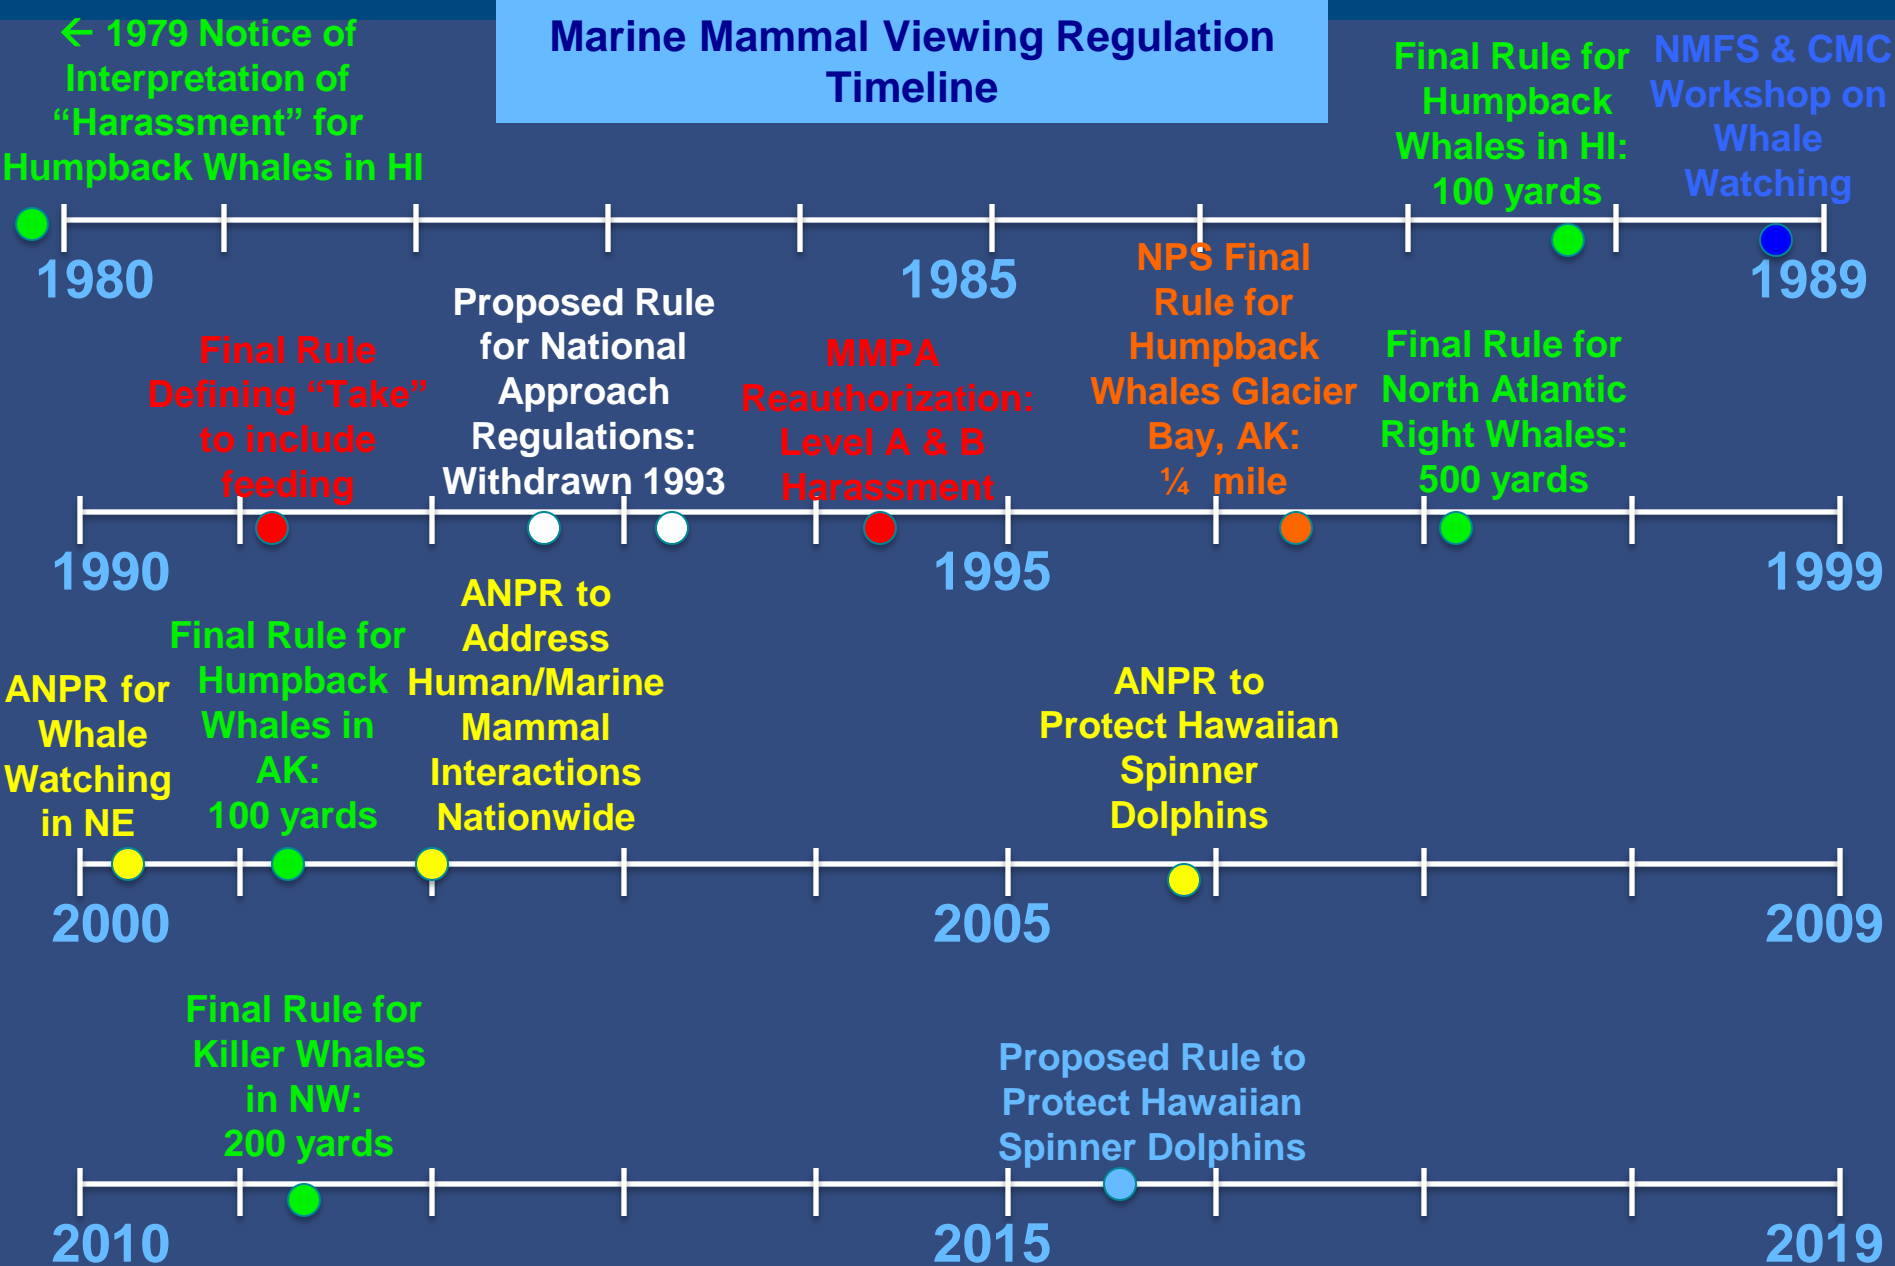 Marine Mammal Viewing Regulation
Timeline
← 1979 Notice of
Interpretation of
“Harassment” for
Humpback Whales in HI
Final Rule for
Humpback
Whales in HI:
100 yards
NMFS & CMC
Workshop on
Whale
Watching
1980
1985
1989
Final Rule
Defining “Take”
to include
feeding
Proposed Rule
for National
Approach
Regulations:
Withdrawn 1993
MMPA
Reauthorization:
Level A & B
Harassment
NPS Final
Rule for
Humpback
Whales Glacier
Bay, AK:
¼ mile
Final Rule for
North Atlantic
Right Whales:
500 yards
1990
1995
1999
ANPR for
Whale
Watching
in NE
Final Rule for
Humpback
Whales in
AK:
100 yards
ANPR to
Address
Human/Marine
Mammal
Interactions
Nationwide
ANPR to
Protect Hawaiian
Spinner
Dolphins
2000
2005
2009
Final Rule for
Killer Whales
in NW:
200 yards
Proposed Rule to
Protect Hawaiian
Spinner Dolphins
2010
2015
2019